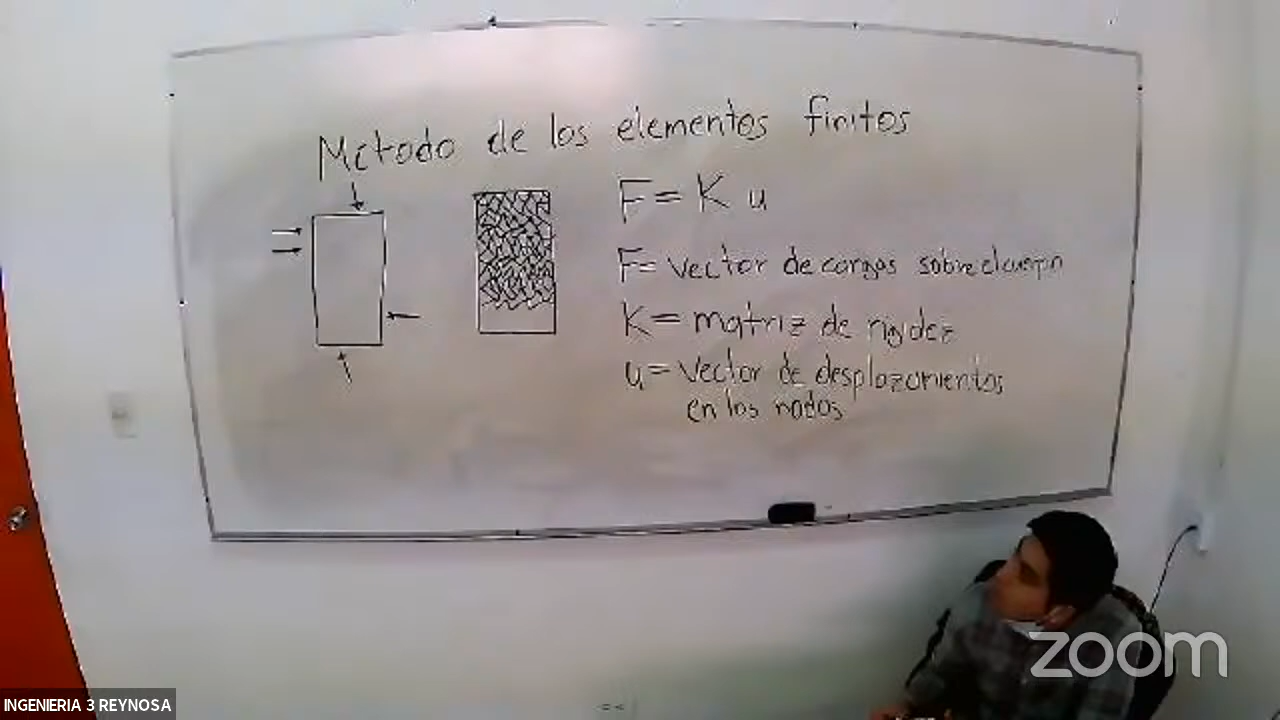 Método de los elementos finitos
F = K u
F = vector de cargas sobre el cuerpo
K = matriz de rigidez
u = vector de desplazamientos
en los nodos
zoom
INGENIERIA 3 REYNOSA